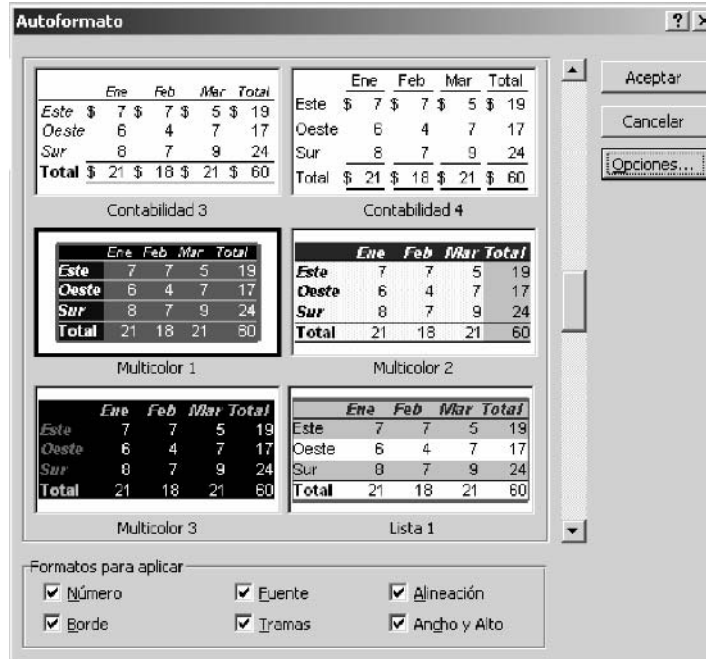 Autoformato
Ene Feb Mar Total
Este $ 7 $ 7 $ 5 $ 19
Oeste 6 4 7 17
Sur 8 7 9 24
Total $ 21 $ 18 $ 21 $ 60
Contabilidad 3
Ene Feb Mar Total
Este $ 7 $ 7 $ 5 $ 19
Oeste 6 4 7 17
Sur 8 7 9 24
Total $ 21 $ 18 $ 21 $ 60
Contabilidad 4
Aceptar
Cancelar
Opciones...
Ene Feb Mar Total
Este 7 7 5 19
Oeste 6 4 7 17
Sur 8 7 9 24
Total 21 18 21 60
Multicolor 1
Ene Feb Mar Total
Este 7 7 5 19
Oeste 6 4 7 17
Sur 8 7 9 24
Total 21 18 21 60
Multicolor 2
Ene Feb Mar Total
Este 7 7 5 19
Oeste 6 4 7 17
Sur 8 7 9 24
Total 21 18 21 60
Multicolor 3
Ene Feb Mar Total
Este 7 7 5 19
Oeste 6 4 7 17
Sur 8 7 9 24
Total 21 18 21 60
Lista 1
Formatos para aplicar
Número Fuente Alineación
Borde Tramas Ancho y Alto